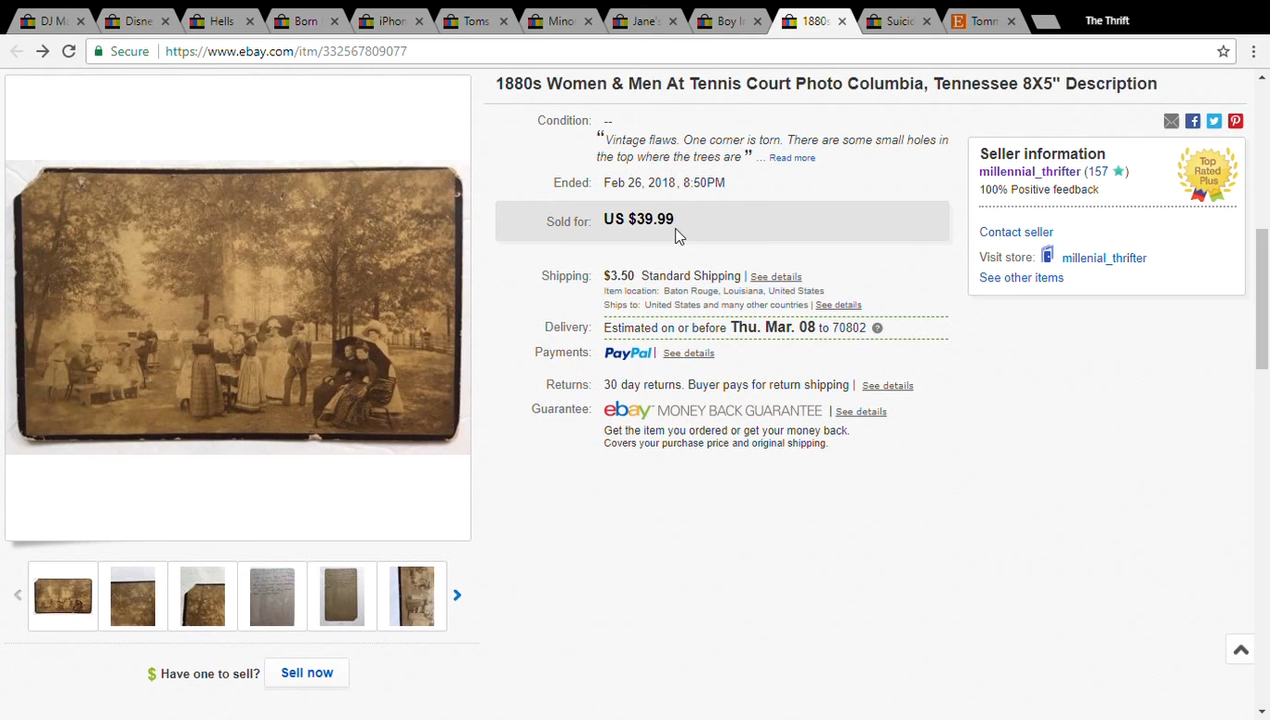 DJ M
Disne
Hells
Born
iPhon
Toms
Mino
Jane's
Boy I
1880s
Suici
Tomm
The Thrift
Secure
https://www.ebay.com/itm/332567809077
1880s Women & Men At Tennis Court Photo Columbia, Tennessee 8X5" Description
Condition: --
“Vintage flaws. One corner is torn. There are some small holes in
the top where the trees are ” ... Read more
Ended: Feb 26, 2018, 8:50PM
Sold for: US $39.99
Shipping: $3.50 Standard Shipping | See details
Item location: Baton Rouge, Louisiana, United States
Ships to: United States and many other countries | See details
Delivery: Estimated on or before Thu. Mar. 08 to 70802 ?
Payments: PayPal | See details
Returns: 30 day returns. Buyer pays for return shipping | See details
Guarantee: ebay MONEY BACK GUARANTEE | See details
Get the item you ordered or get your money back.
Covers your purchase price and original shipping.
Seller information
millennial_thrifter (157 )
100% Positive feedback
Top
Rated
Plus
Contact seller
Visit store: millenial_thrifter
See other items
$ Have one to sell? Sell now